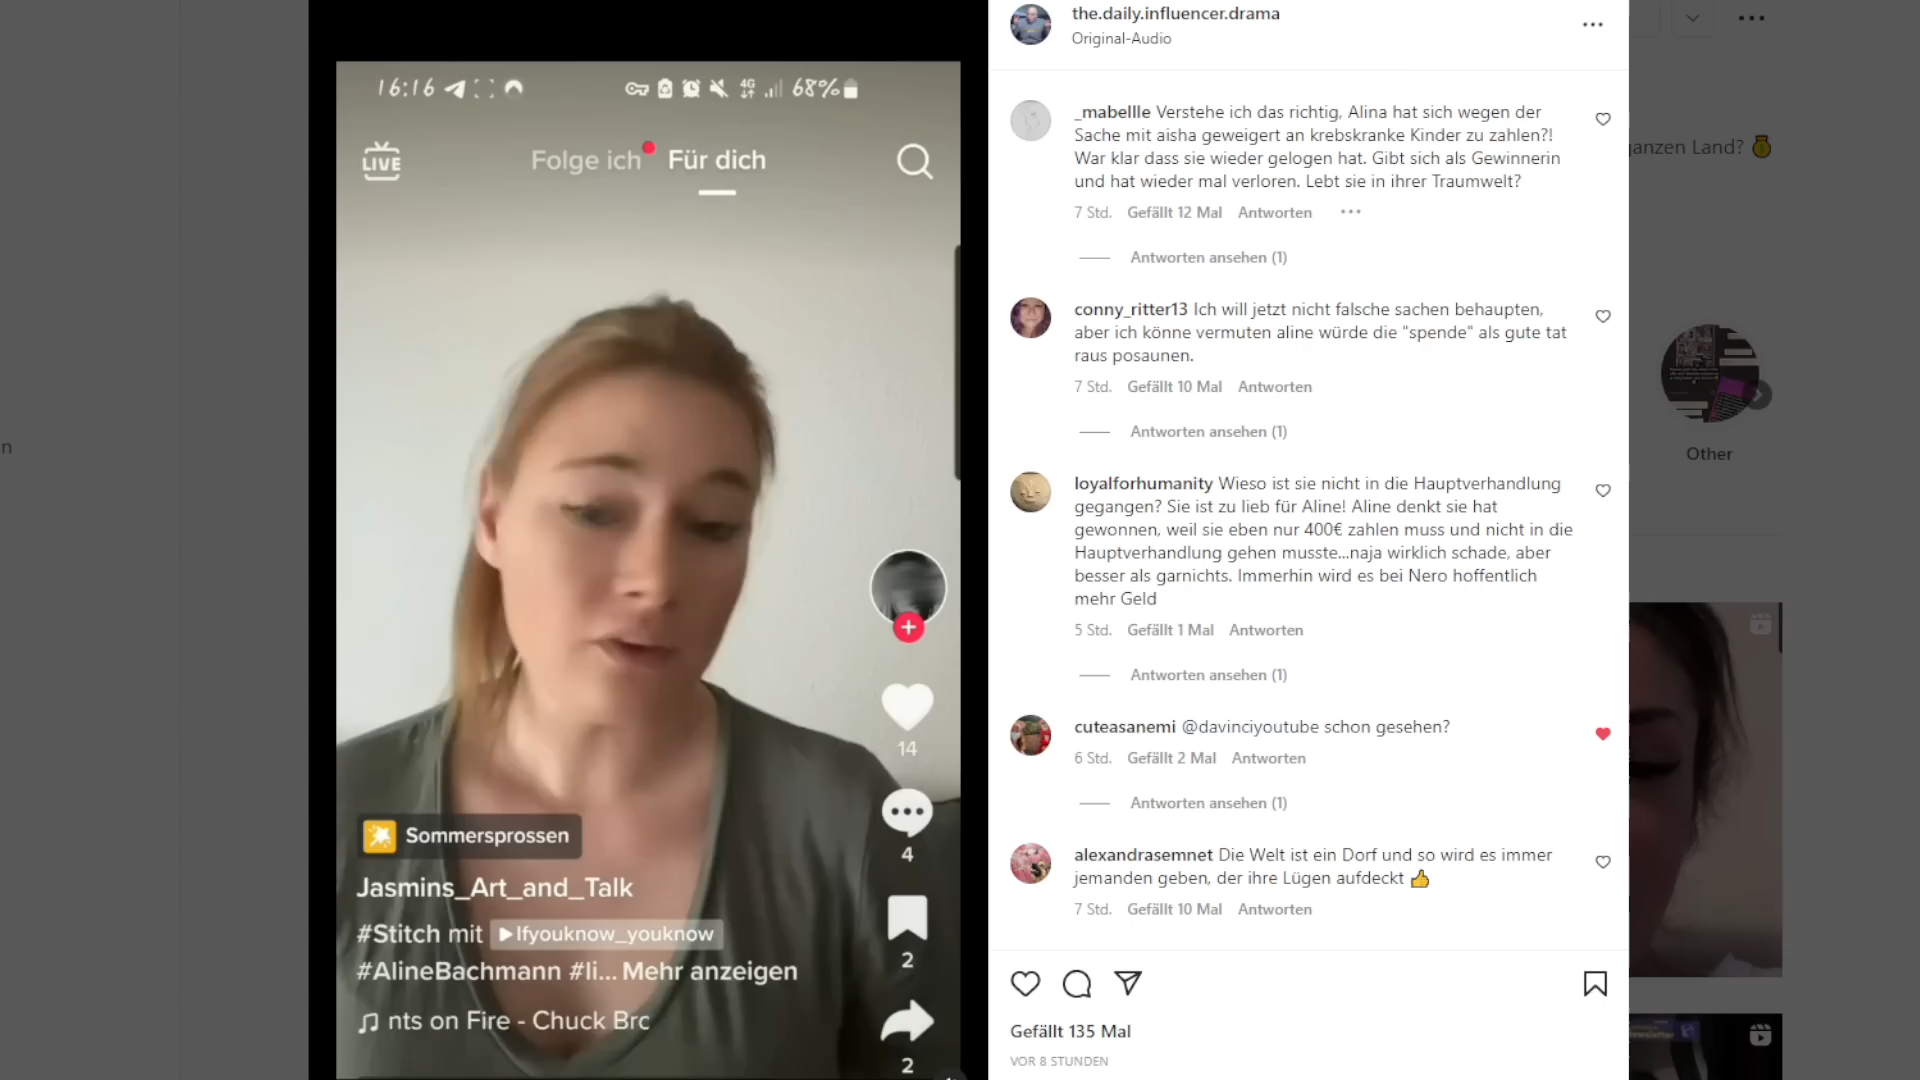 16:16
4G
68%
LIVE
Folge ich
Für dich
14
4
2
2
Sommersprossen
Jasmins_Art_and_Talk
#Stitch mit Ifyouknow_youknow
#AlineBachmann #li... Mehr anzeigen
nts on Fire - Chuck Brc
the.daily.influencer.drama
Original-Audio
_mabellle Verstehe ich das richtig, Alina hat sich wegen der
Sache mit aisha geweigert an krebskranke Kinder zu zahlen?!
War klar dass sie wieder gelogen hat. Gibt sich als Gewinnerin
und hat wieder mal verloren. Lebt sie in ihrer Traumwelt?
7 Std. Gefällt 12 Mal Antworten
Antworten ansehen (1)
conny_ritter13 Ich will jetzt nicht falsche sachen behaupten,
aber ich könne vermuten aline würde die "spende" als gute tat
raus posaunen.
7 Std. Gefällt 10 Mal Antworten
Antworten ansehen (1)
loyalforhumanity Wieso ist sie nicht in die Hauptverhandlung
gegangen? Sie ist zu lieb für Aline! Aline denkt sie hat
gewonnen, weil sie eben nur 400€ zahlen muss und nicht in die
Hauptverhandlung gehen musste...naja wirklich schade, aber
besser als garnichts. Immerhin wird es bei Nero hoffentlich
mehr Geld
5 Std. Gefällt 1 Mal Antworten
Antworten ansehen (1)
cuteasanemi @davinciyoutube schon gesehen?
6 Std. Gefällt 2 Mal Antworten
Antworten ansehen (1)
alexandrasemnet Die Welt ist ein Dorf und so wird es immer
jemanden geben, der ihre Lügen aufdeckt 👍
7 Std. Gefällt 10 Mal Antworten
Gefällt 135 Mal
VOR 8 STUNDEN
ganzen Land? 🥇
Other
n